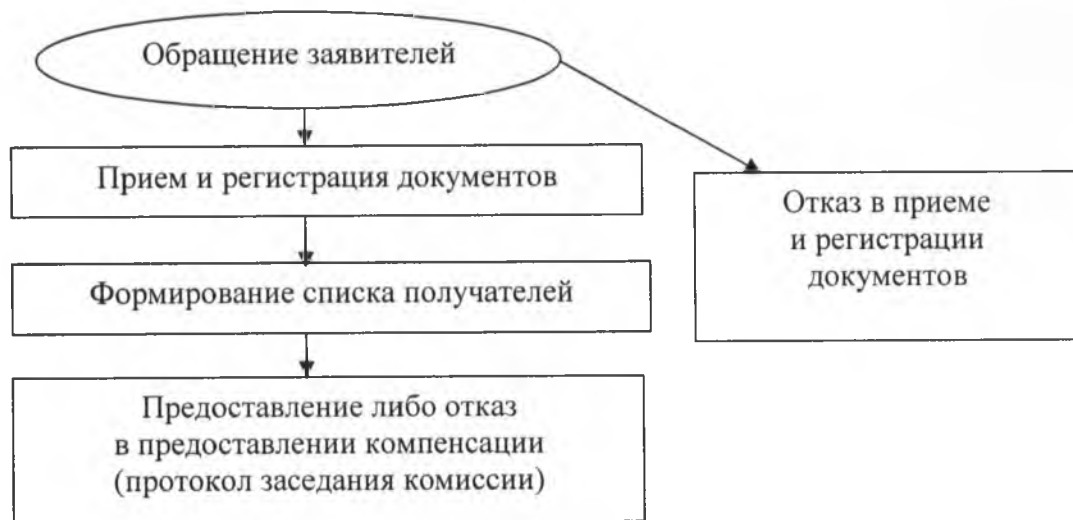 Обращение заявителей
Прием и регистрация документов
Отказ в приеме
и регистрации
документов
Формирование списка получателей
Предоставление либо отказ
в предоставлении компенсации
(протокол заседания комиссии)